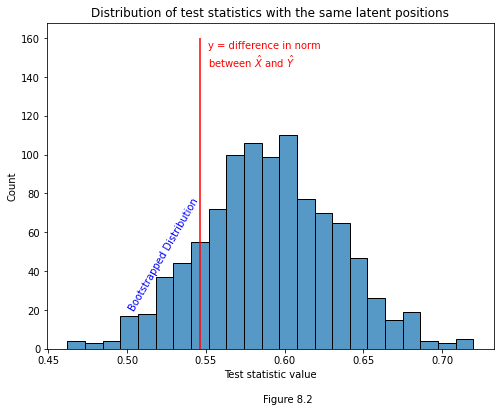 Distribution of test statistics with the same latent positions
160
140
120
100
80
60
40
20
0
Count
y = difference in norm
between X̂ and Ŷ
Bootstrapped Distribution
0.45 0.50 0.55 0.60 0.65 0.70
Test statistic value
Figure 8.2